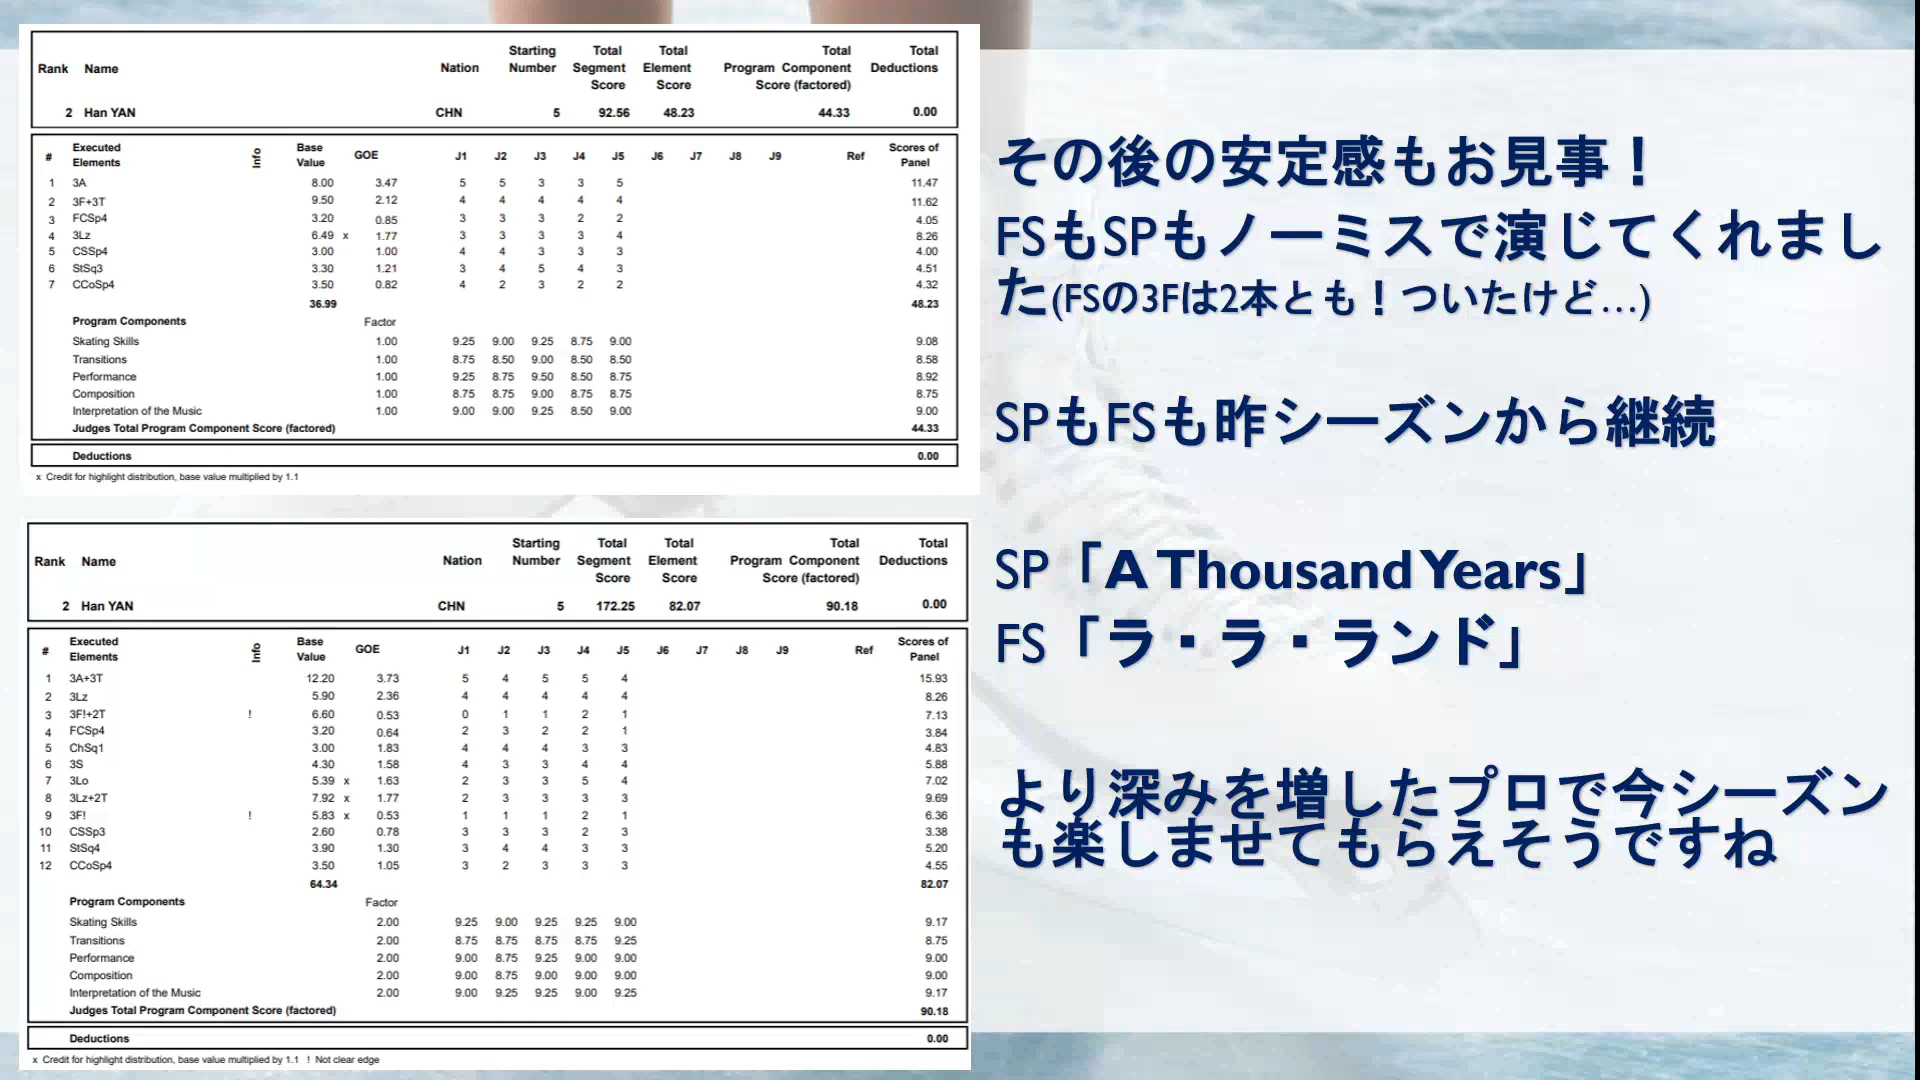 Rank Name Nation Starting Number Total Segment Score Total Element Score Total Program Component Score (factored) Total Deductions
2 Han YAN CHN 5 92.56 48.23 44.33 0.00
# Executed Elements Info Base Value GOE J1 J2 J3 J4 J5 J6 J7 J8 J9 Ref Scores of Panel
1 3A 8.00 3.47 5 5 3 3 5 11.47
2 3F+3T 9.50 2.12 4 4 4 4 4 11.62
3 FCSp4 3.20 0.85 3 3 3 2 2 4.05
4 3Lz 6.49 x 1.77 3 3 3 3 4 8.26
5 CSSp4 3.00 1.00 4 4 3 3 3 4.00
6 StSq3 3.30 1.21 3 4 5 4 3 4.51
7 CCoSp4 3.50 0.82 4 2 3 2 2 4.32
36.99 48.23
Program Components Factor
Skating Skills 1.00 9.25 9.00 9.25 8.75 9.00 9.08
Transitions 1.00 8.75 8.50 9.00 8.50 8.50 8.58
Performance 1.00 9.25 8.75 9.50 8.50 8.75 8.92
Composition 1.00 8.75 8.75 9.00 8.75 8.75 8.75
Interpretation of the Music 1.00 9.00 9.00 9.25 8.50 9.00 9.00
Judges Total Program Component Score (factored) 44.33
Deductions 0.00
x Credit for highlight distribution, base value multiplied by 1.1
Rank Name Nation Starting Number Total Segment Score Total Element Score Total Program Component Score (factored) Total Deductions
2 Han YAN CHN 5 172.25 82.07 90.18 0.00
# Executed Elements Info Base Value GOE J1 J2 J3 J4 J5 J6 J7 J8 J9 Ref Scores of Panel
1 3A+3T 12.20 3.73 5 4 5 5 4 15.93
2 3Lz 5.90 2.36 4 4 4 4 4 8.26
3 3F!+2T ! 6.60 0.53 0 1 1 2 1 7.13
4 FCSp4 3.20 0.64 2 3 2 2 1 3.84
5 ChSq1 3.00 1.83 4 4 4 3 3 4.83
6 3S 4.30 1.58 4 3 3 4 4 5.88
7 3Lo 5.39 x 1.63 2 3 3 5 4 7.02
8 3Lz+2T 7.92 x 1.77 2 3 3 3 3 9.69
9 3F! ! 5.83 x 0.53 1 1 1 2 1 6.36
10 CSSp3 2.60 0.78 3 3 3 2 3 3.38
11 StSq4 3.90 1.30 3 4 4 3 3 5.20
12 CCoSp4 3.50 1.05 3 2 3 3 3 4.55
64.34 82.07
Program Components Factor
Skating Skills 2.00 9.25 9.00 9.25 9.25 9.00 9.17
Transitions 2.00 8.75 8.75 8.75 8.75 9.25 8.75
Performance 2.00 9.00 8.75 9.25 9.00 9.00 9.00
Composition 2.00 9.00 8.75 9.00 9.00 9.00 9.00
Interpretation of the Music 2.00 9.00 9.25 9.25 9.00 9.25 9.17
Judges Total Program Component Score (factored) 90.18
Deductions 0.00
x Credit for highlight distribution, base value multiplied by 1.1 ! Not clear edge
その後の安定感もお見事！
FSもSPもノーミスで演じてくれまし
た(FSの3Fは2本とも！ついたけど…)
SPもFSも昨シーズンから継続
SP「A Thousand Years」
FS「ラ・ラ・ランド」
より深みを増したプロで今シーズン
も楽しませてもらえそうですね